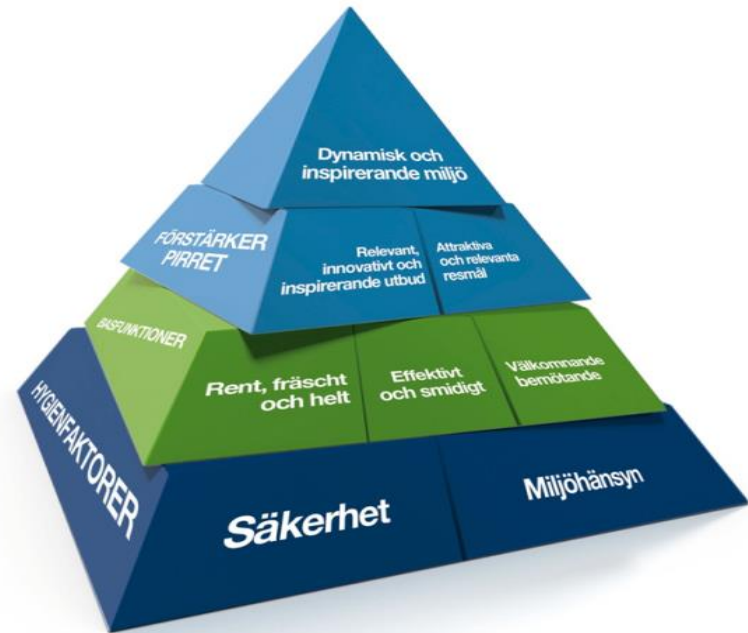 Dynamisk och
inspirerande miljö
FÖRSTÄRKER
PIRRET
Relevant,
innovativt och
inspirerande utbud
Attraktiva
och relevanta
resmål
BASFUNKTIONER
Rent, fräscht
och helt
Effektivt
och smidigt
Välkomnande
bemötande
HYGIENFAKTORER
Säkerhet
Miljöhänsyn